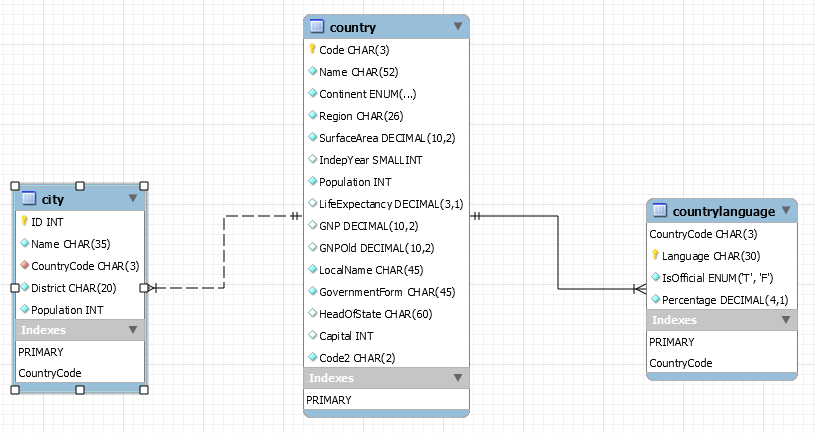 city
ID INT
Name CHAR(35)
CountryCode CHAR(3)
District CHAR(20)
Population INT
Indexes
PRIMARY
CountryCode
country
Code CHAR(3)
Name CHAR(52)
Continent ENUM(...)
Region CHAR(26)
SurfaceArea DECIMAL(10,2)
IndepYear SMALLINT
Population INT
LifeExpectancy DECIMAL(3,1)
GNP DECIMAL(10,2)
GNPOld DECIMAL(10,2)
LocalName CHAR(45)
GovernmentForm CHAR(45)
HeadOfState CHAR(60)
Capital INT
Code2 CHAR(2)
Indexes
PRIMARY
countrylanguage
CountryCode CHAR(3)
Language CHAR(30)
IsOfficial ENUM('T', 'F')
Percentage DECIMAL(4,1)
Indexes
PRIMARY
CountryCode